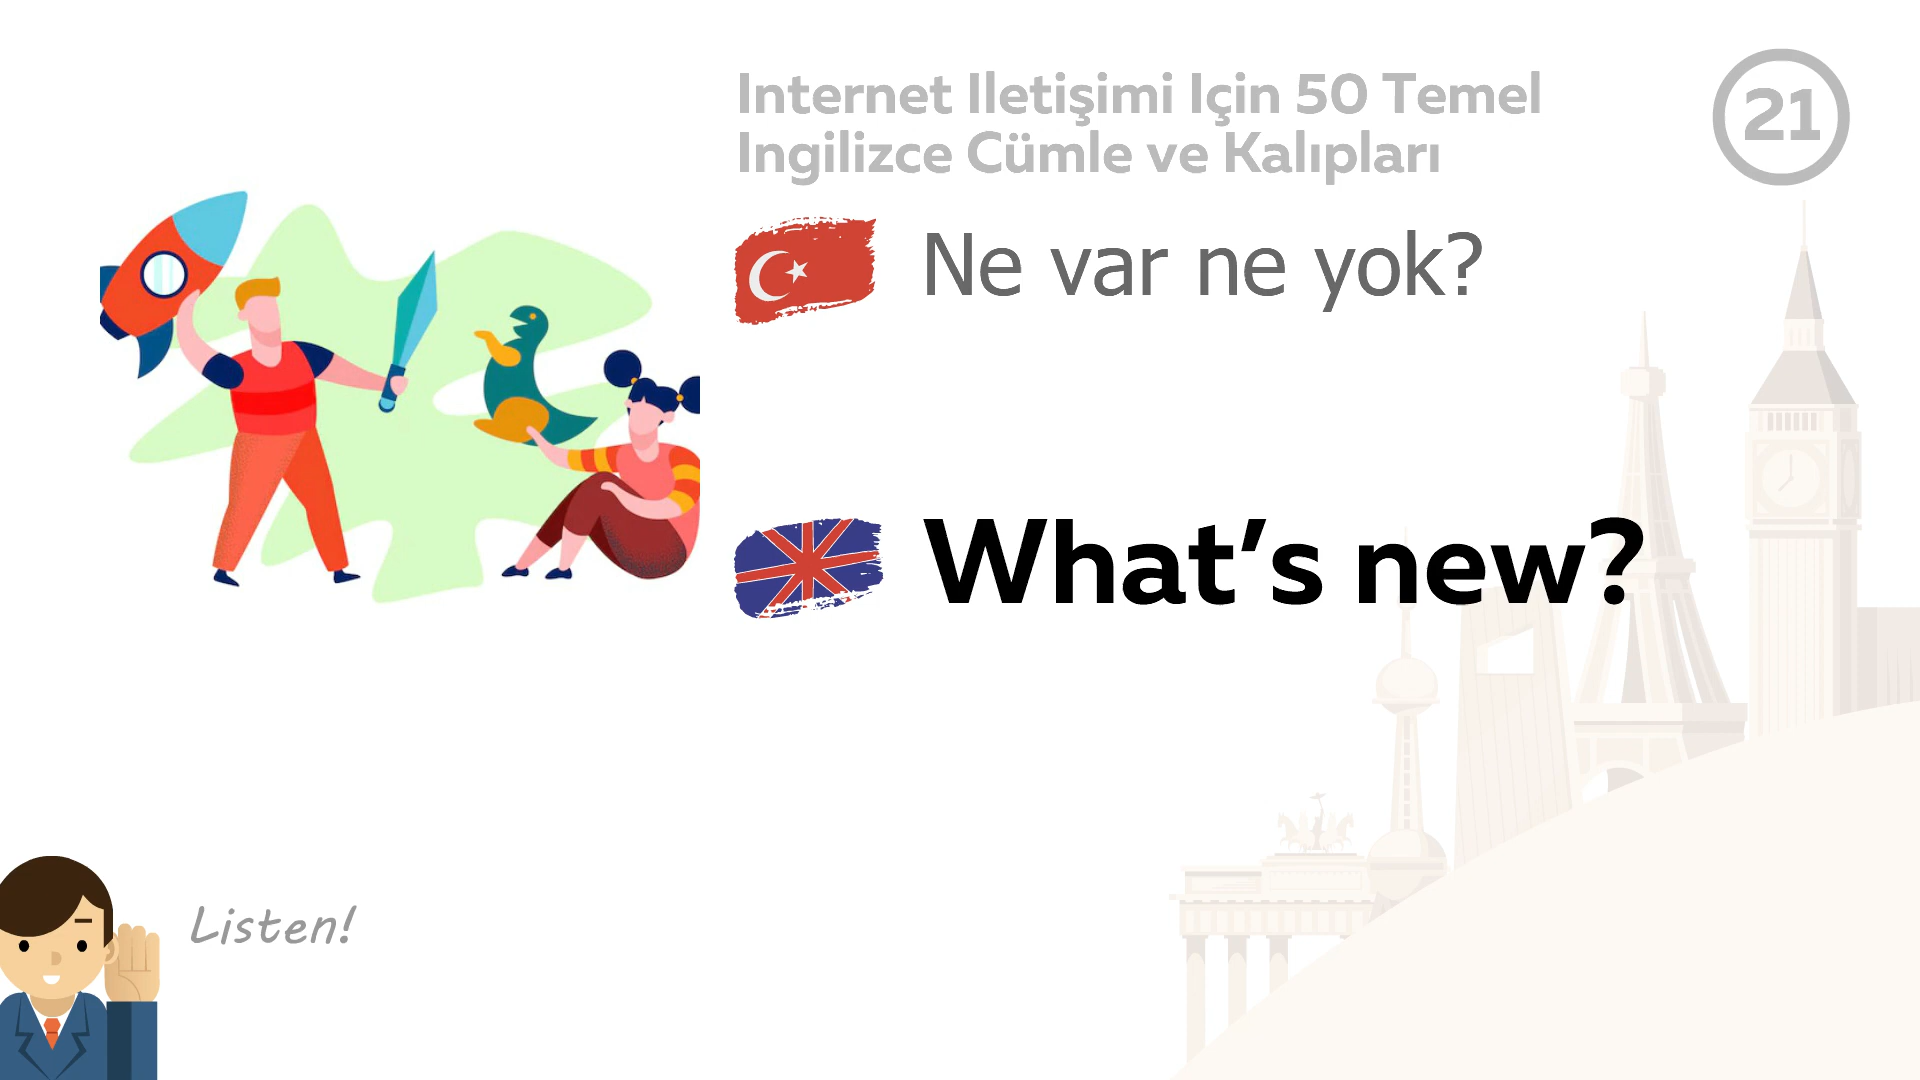 Internet Iletişimi Için 50 Temel
Ingilizce Cümle ve Kalıpları
21
Ne var ne yok?
What's new?
Listen!